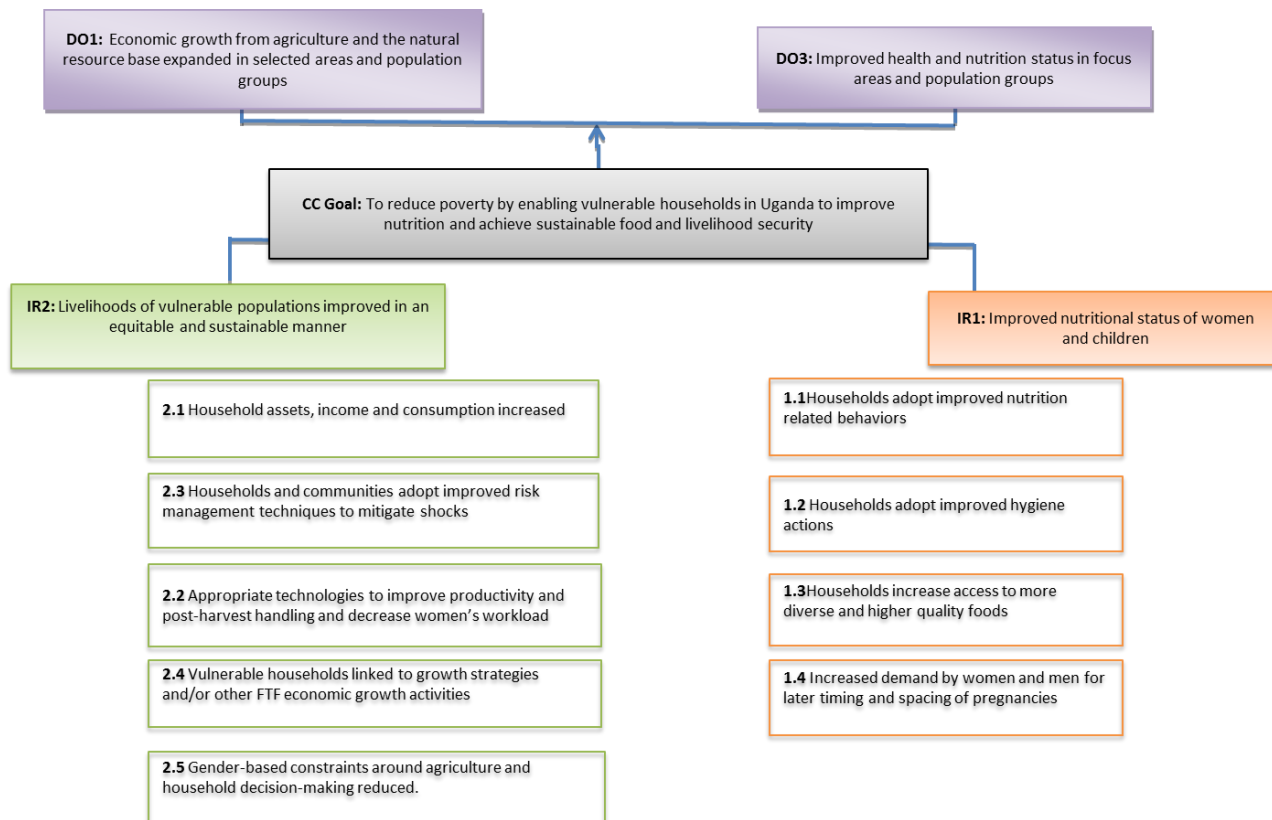 DO1: Economic growth from agriculture and the natural
resource base expanded in selected areas and population
groups
DO3: Improved health and nutrition status in focus
areas and population groups
CC Goal: To reduce poverty by enabling vulnerable households in Uganda to improve
nutrition and achieve sustainable food and livelihood security
IR2: Livelihoods of vulnerable populations improved in an
equitable and sustainable manner
IR1: Improved nutritional status of women
and children
2.1 Household assets, income and consumption increased
2.3 Households and communities adopt improved risk
management techniques to mitigate shocks
2.2 Appropriate technologies to improve productivity and
post-harvest handling and decrease women’s workload
2.4 Vulnerable households linked to growth strategies
and/or other FTF economic growth activities
2.5 Gender-based constraints around agriculture and
household decision-making reduced.
1.1Households adopt improved nutrition
related behaviors
1.2 Households adopt improved hygiene
actions
1.3Households increase access to more
diverse and higher quality foods
1.4 Increased demand by women and men for
later timing and spacing of pregnancies